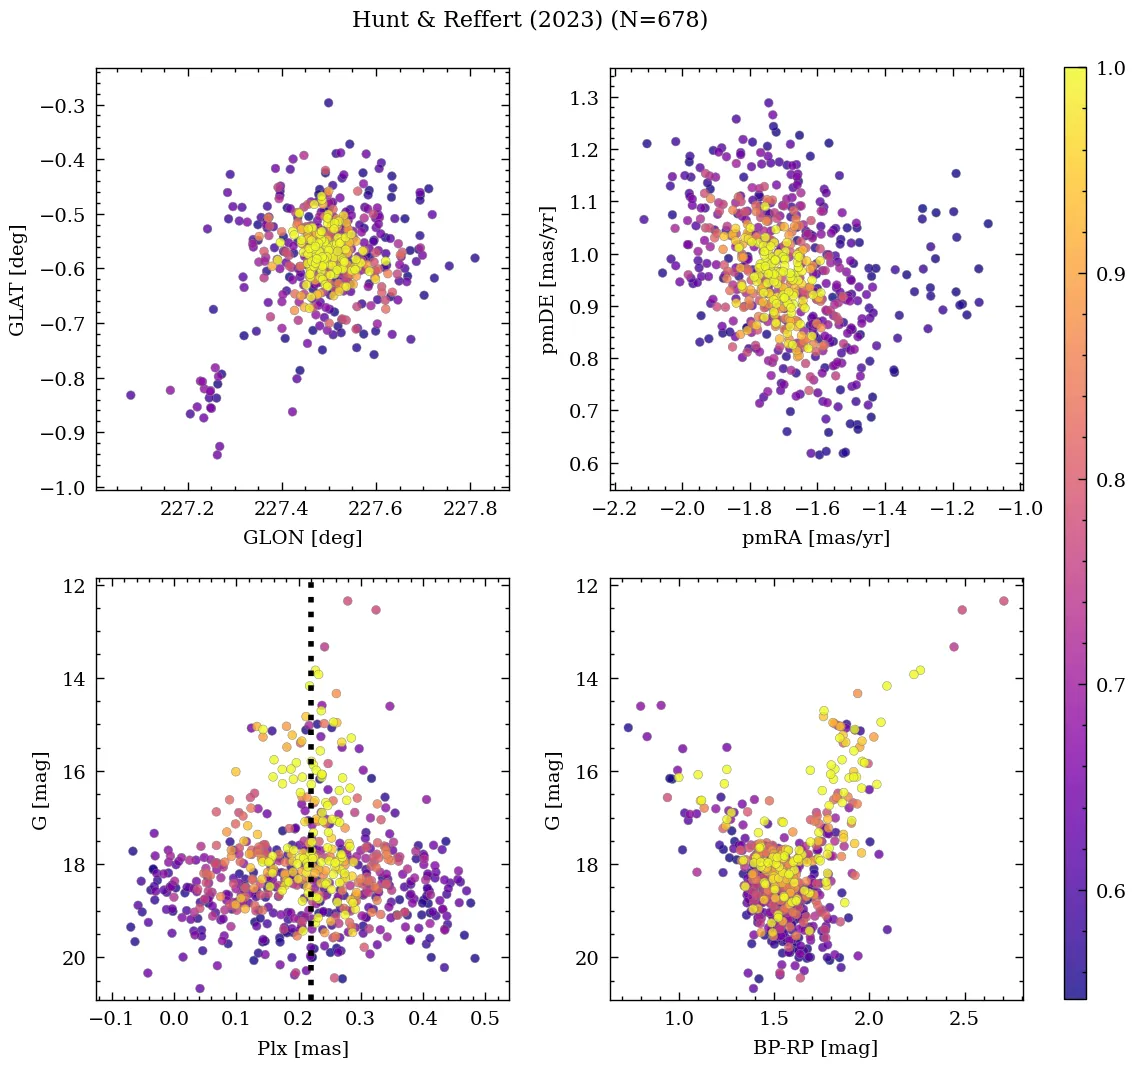 Hunt & Reffert (2023) (N=678)
−0.3
−0.4
−0.5
−0.6
−0.7
−0.8
−0.9
−1.0
GLAT [deg]
227.2 227.4 227.6 227.8
GLON [deg]
1.3
1.2
1.1
1.0
0.9
0.8
0.7
0.6
pmDE [mas/yr]
−2.2 −2.0 −1.8 −1.6 −1.4 −1.2 −1.0
pmRA [mas/yr]
1.0
0.9
0.8
0.7
0.6
12
14
16
18
20
G [mag]
−0.1 0.0 0.1 0.2 0.3 0.4 0.5
Plx [mas]
12
14
16
18
20
G [mag]
1.0 1.5 2.0 2.5
BP-RP [mag]